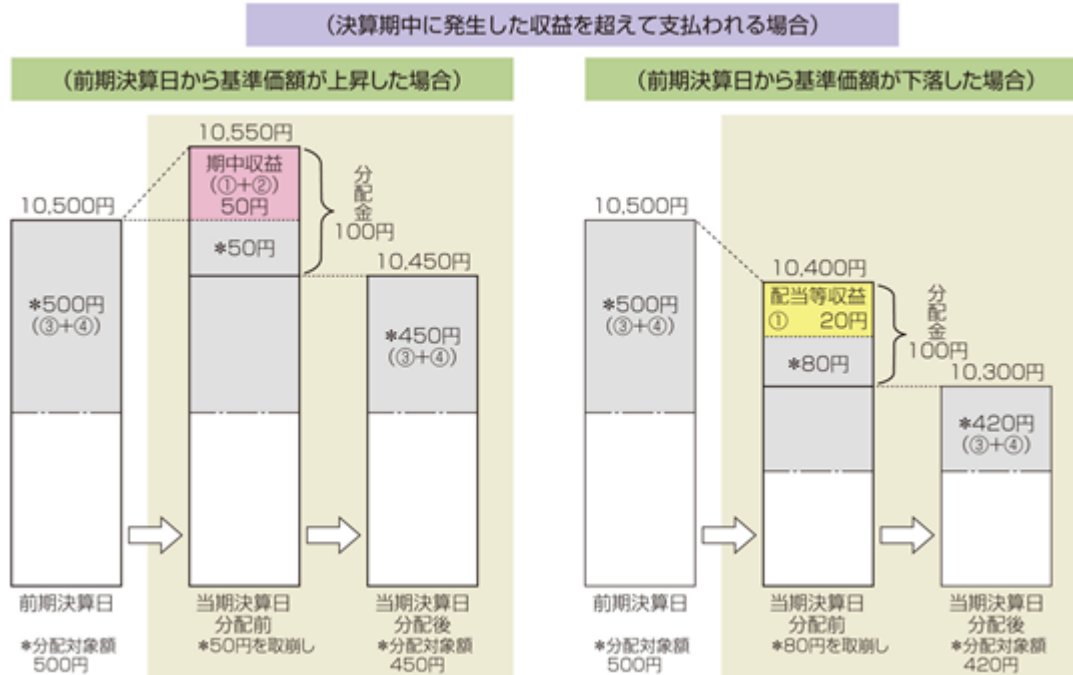 (決算期中に発生した収益を超えて支払われる場合)
(前期決算日から基準価額が上昇した場合)
10,550円
期中収益
(①+②)
50円
分配金
100円
10,500円
*50円
10,450円
*500円
(③+④)
*450円
(③+④)
前期決算日
当期決算日
分配前
当期決算日
分配後
*分配対象額
500円
*50円を取崩し
*分配対象額
450円
(前期決算日から基準価額が下落した場合)
10,500円
10,400円
配当等収益
① 20円
分配金
100円
*500円
(③+④)
*80円
10,300円
*420円
(③+④)
前期決算日
当期決算日
分配前
当期決算日
分配後
*分配対象額
500円
*80円を取崩し
*分配対象額
420円